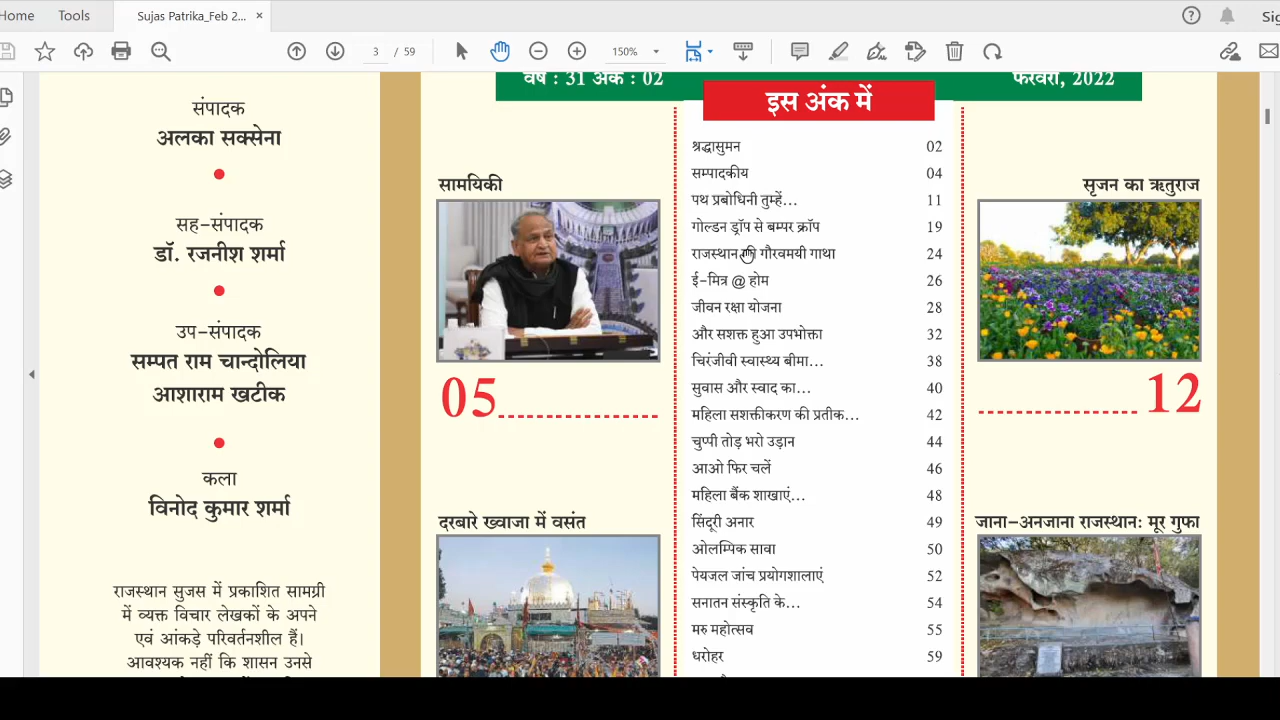 Home
Tools
Sujas Patrika_Feb 2... ×
3 / 59
150%
वर्ष : 31 अंक : 02
फरवरी, 2022
संपादक
अलका सक्सेना
सह-संपादक
डॉ. रजनीश शर्मा
उप-संपादक
सम्पत राम चान्दोलिया
आशाराम खटीक
कला
विनोद कुमार शर्मा
राजस्थान सुजस में प्रकाशित सामग्री
में व्यक्त विचार लेखकों के अपने
एवं आंकड़े परिवर्तनशील हैं।
आवश्यक नहीं कि शासन उनसे
सामयिकी
05
दरबारे ख्वाजा में वसंत
इस अंक में
श्रद्धासुमन 02
सम्पादकीय 04
पथ प्रबोधिनी तुम्हें... 11
गोल्डन ड्रॉप से बम्पर क्रॉप 19
राजस्थान की गौरवमयी गाथा 24
ई-मित्र @ होम 26
जीवन रक्षा योजना 28
और सशक्त हुआ उपभोक्ता 32
चिरंजीवी स्वास्थ्य बीमा... 38
सुवास और स्वाद का... 40
महिला सशक्तीकरण की प्रतीक... 42
चुप्पी तोड़ भरो उड़ान 44
आओ फिर चलें 46
महिला बैंक शाखाएं... 48
सिंदूरी अनार 49
ओलम्पिक सावा 50
पेयजल जांच प्रयोगशालाएं 52
सनातन संस्कृति के... 54
मरु महोत्सव 55
धरोहर 59
सृजन का ऋतुराज
12
जाना-अनजाना राजस्थान: मूर गुफा